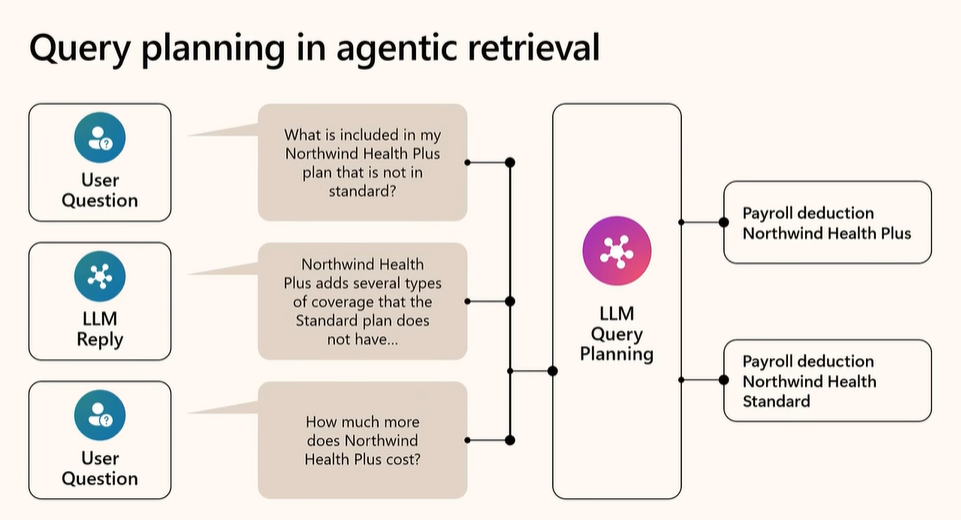 Query planning in agentic retrieval
User
Question
What is included in my
Northwind Health Plus
plan that is not in
standard?
LLM
Reply
Northwind Health
Plus adds several types
of coverage that the
Standard plan does
not have...
User
Question
How much more
does Northwind
Health Plus cost?
LLM
Query
Planning
Payroll deduction
Northwind Health Plus
Payroll deduction
Northwind Health
Standard